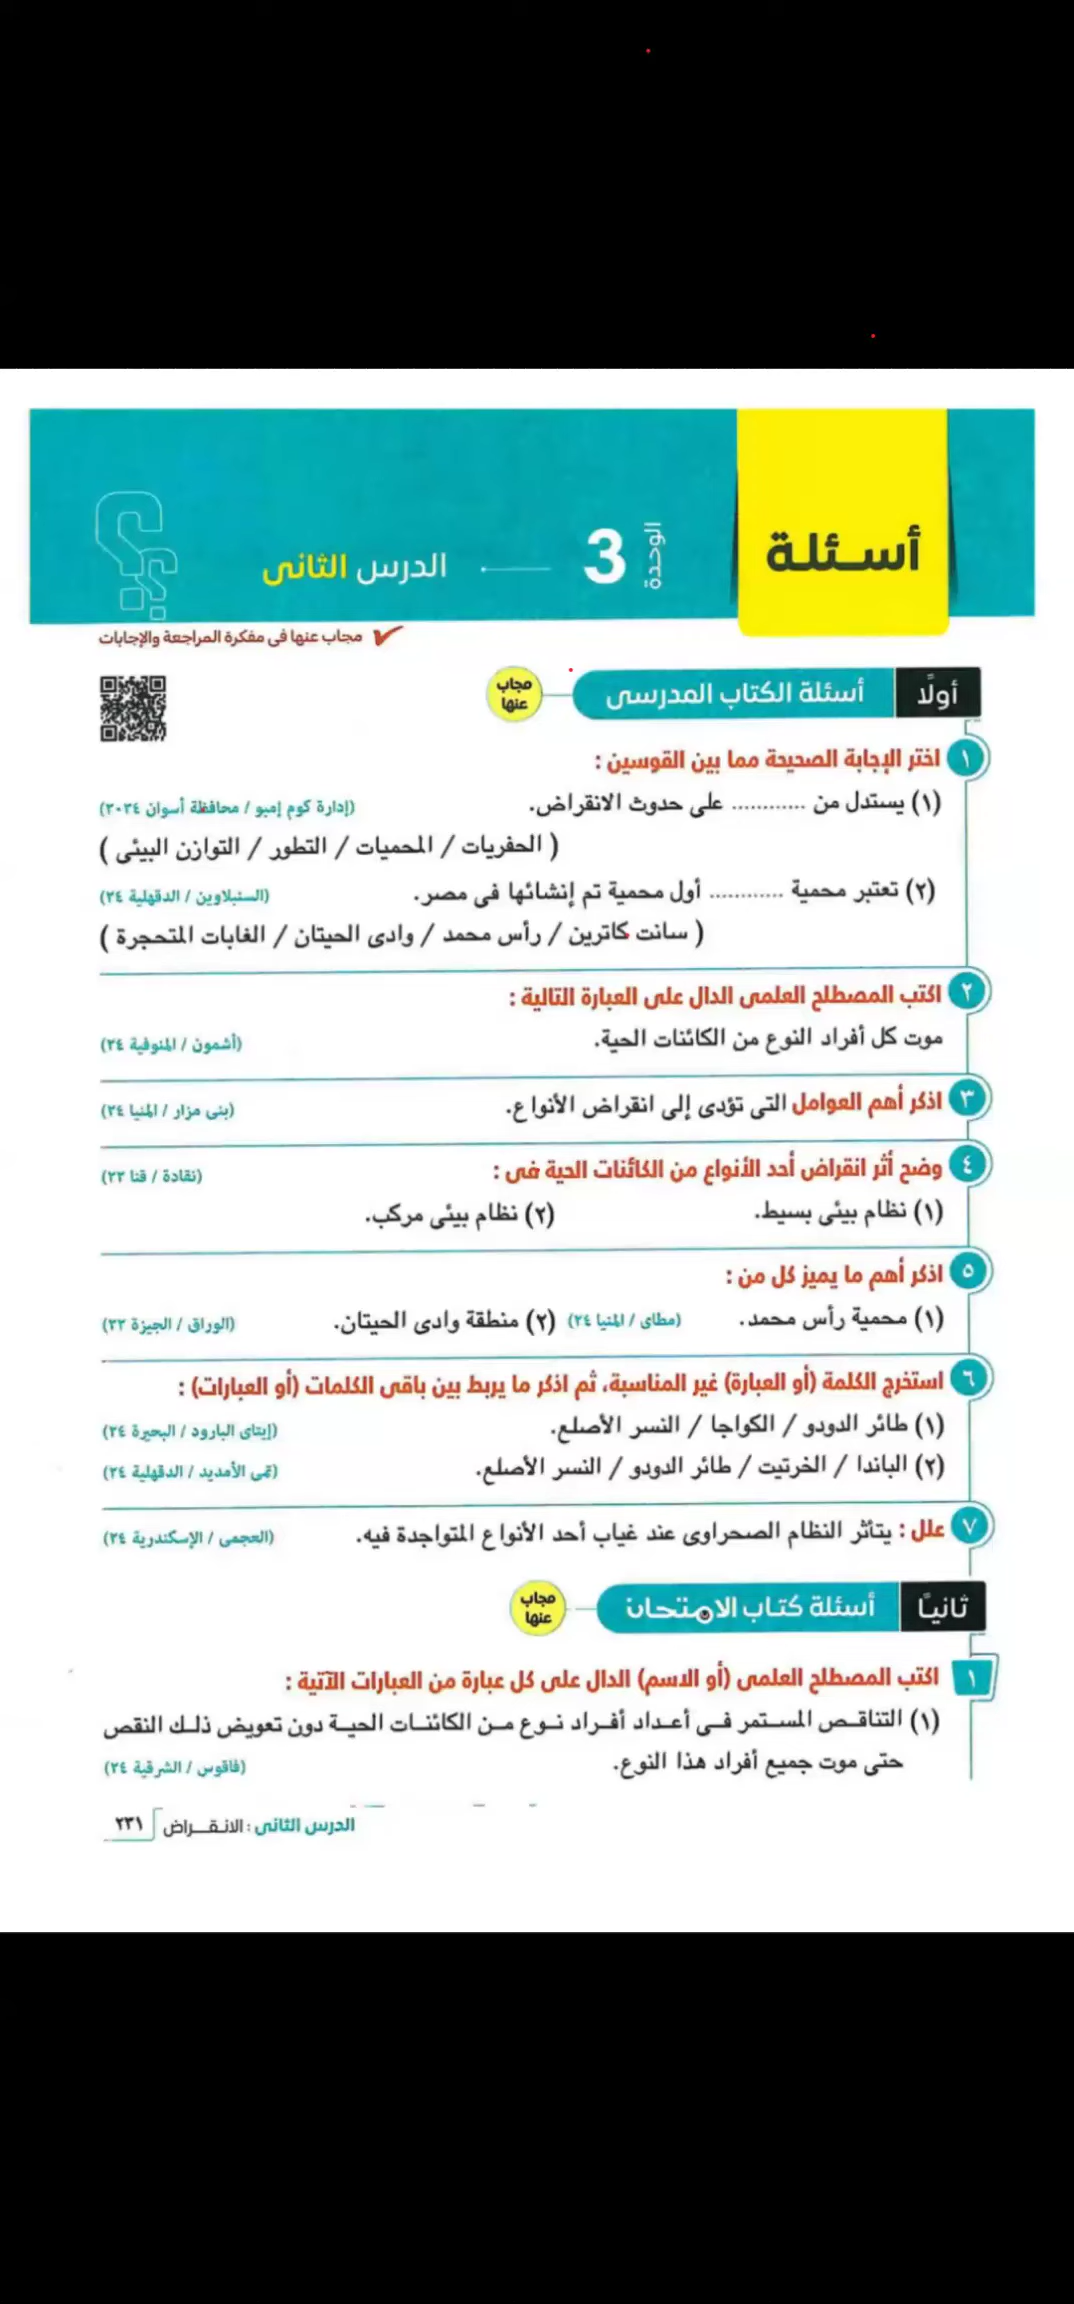 أسئلة
الوحدة 3
الدرس الثانى
مجاب عنها فى مفكرة المراجعة والإجابات
أولًا أسئلة الكتاب المدرسى مجاب عنها
١ اختر الإجابة الصحيحة مما بين القوسين :
(١) يستدل من ............ على حدوث الانقراض. (إدارة كوم إمبو / محافظة أسوان ٢٠٢٤)
( الحفريات / المحميات / التطور / التوازن البيئى )
(٢) تعتبر محمية ............ أول محمية تم إنشائها فى مصر. (السنبلاوين / الدقهلية ٢٤)
( سانت كاترين / رأس محمد / وادى الحيتان / الغابات المتحجرة )
٢ اكتب المصطلح العلمى الدال على العبارة التالية :
موت كل أفراد النوع من الكائنات الحية. (أشمون / المنوفية ٢٤)
٣ اذكر أهم العوامل التى تؤدى إلى انقراض الأنواع. (بنى مزار / المنيا ٢٤)
٤ وضح أثر انقراض أحد الأنواع من الكائنات الحية فى : (نقادة / قنا ٢٣)
(١) نظام بيئى بسيط. (٢) نظام بيئى مركب.
٥ اذكر أهم ما يميز كل من :
(١) محمية رأس محمد. (مطاى / المنيا ٢٤) (٢) منطقة وادى الحيتان. (الوراق / الجيزة ٢٣)
٦ استخرج الكلمة (أو العبارة) غير المناسبة، ثم اذكر ما يربط بين باقى الكلمات (أو العبارات) :
(١) طائر الدودو / الكواجا / النسر الأصلع. (إيتاى البارود / البحيرة ٢٤)
(٢) الباندا / الخرتيت / طائر الدودو / النسر الأصلع. (تمى الأمديد / الدقهلية ٢٤)
٧ علل : يتأثر النظام الصحراوى عند غياب أحد الأنواع المتواجدة فيه. (العجمى / الإسكندرية ٢٤)
ثانيًا أسئلة كتاب الامتحان مجاب عنها
١ اكتب المصطلح العلمى (أو الاسم) الدال على كل عبارة من العبارات الآتية :
(١) التناقص المستمر فى أعداد أفراد نوع من الكائنات الحية دون تعويض ذلك النقص
حتى موت جميع أفراد هذا النوع. (فاقوس / الشرقية ٢٤)
الدرس الثانى : الانقراض ٢٣١